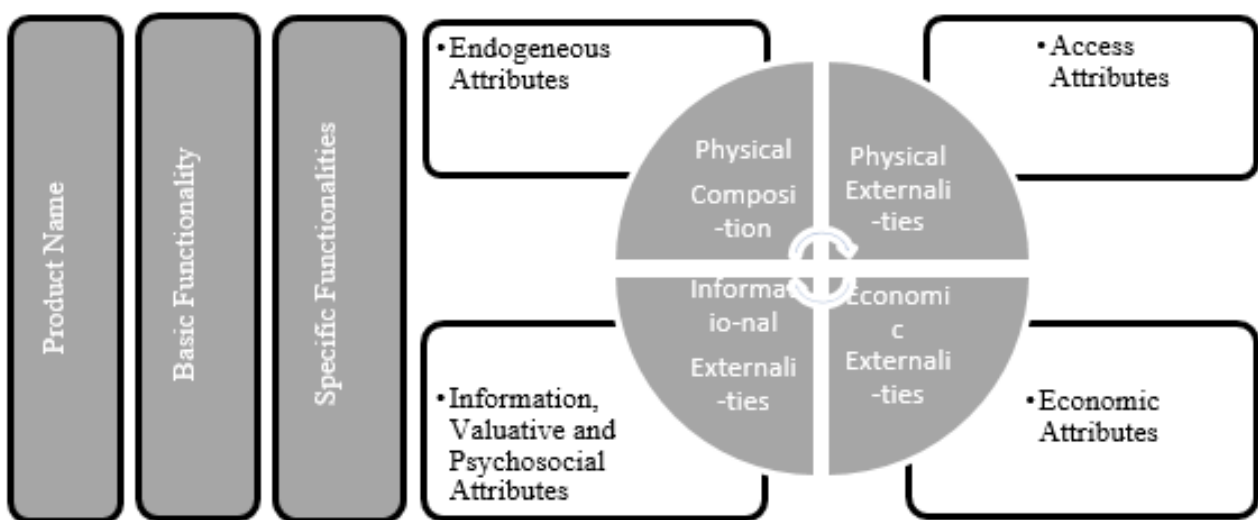 Product Name
Basic Functionality
Specific Functionalities
•Endogeneous
Attributes
•Access
Attributes
Physical
Composi
-tion
Physical
Externali
-ties
Informat
io-nal
Externali
-ties
Economi
c
Externali
-ties
•Information,
Valuative and
Psychosocial
Attributes
•Economic
Attributes